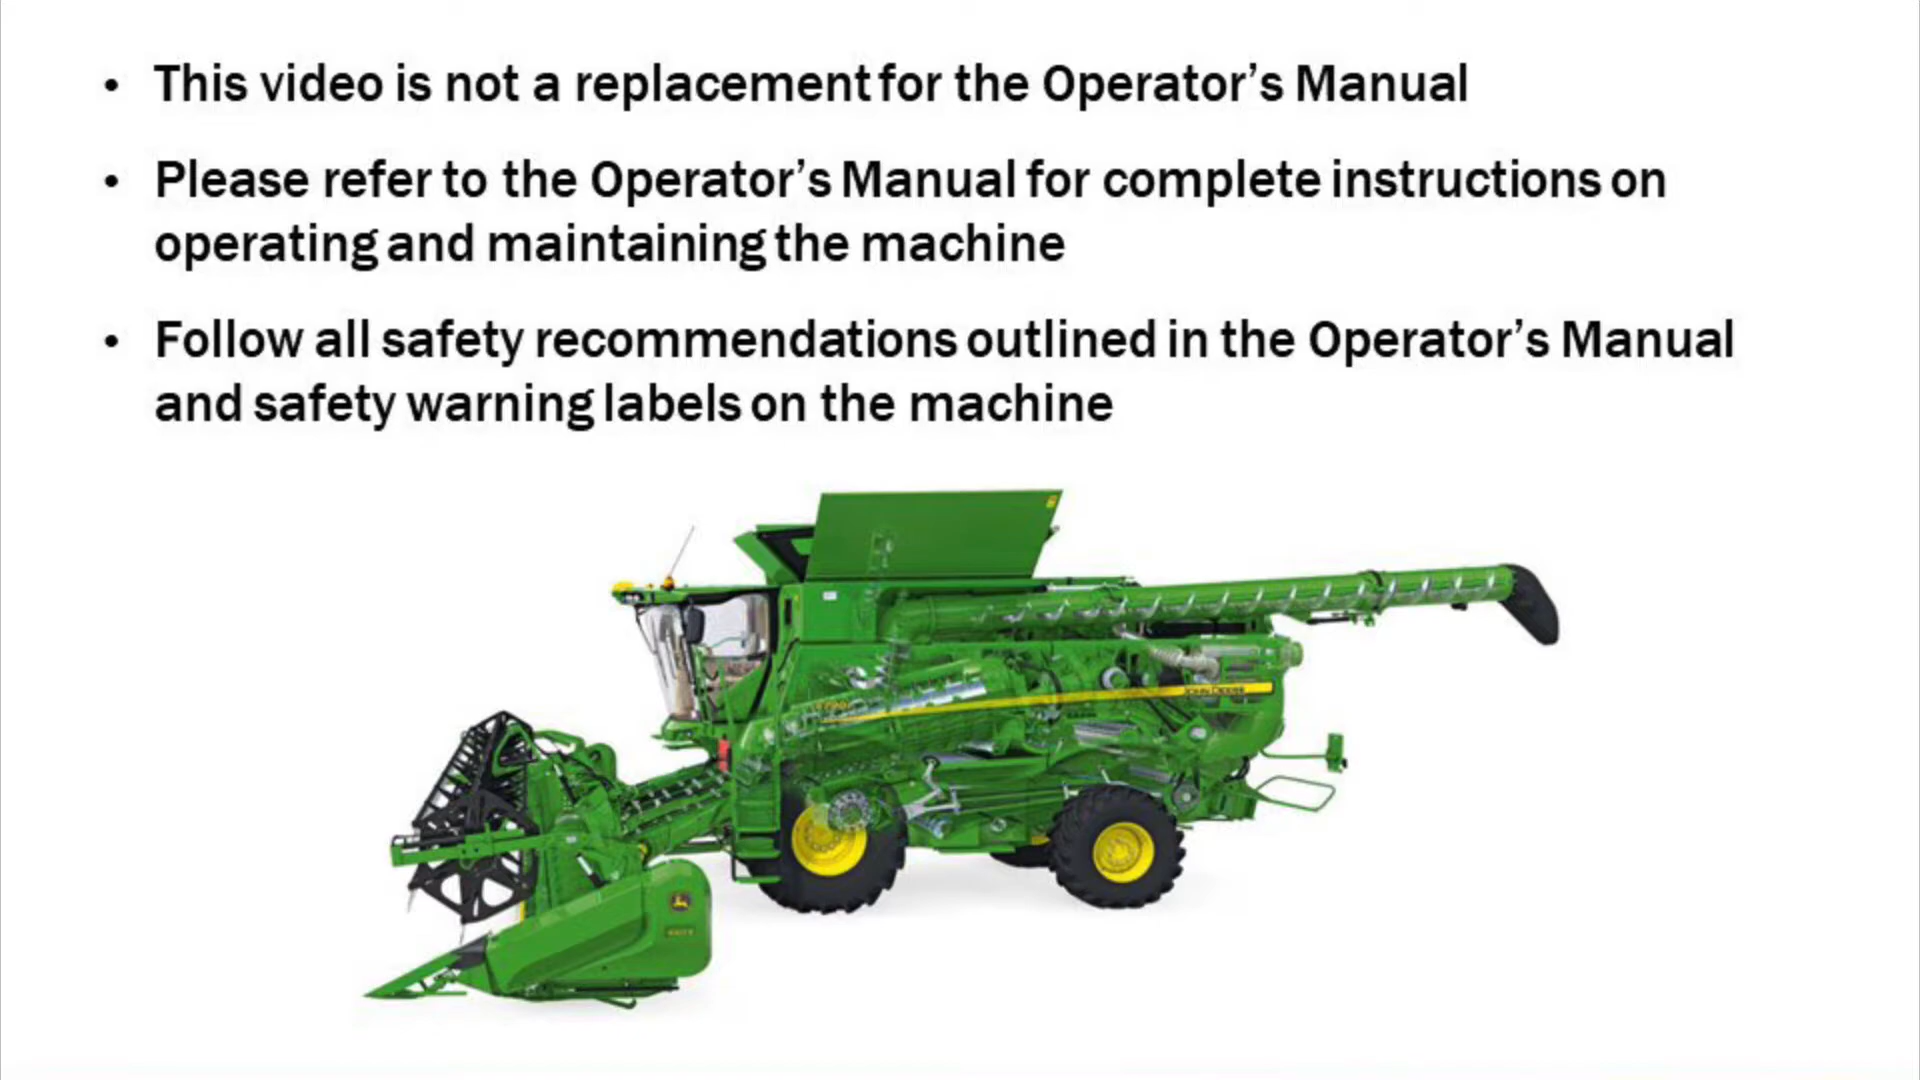 • This video is not a replacement for the Operator’s Manual
• Please refer to the Operator’s Manual for complete instructions on
operating and maintaining the machine
• Follow all safety recommendations outlined in the Operator’s Manual
and safety warning labels on the machine
JOHN DEERE